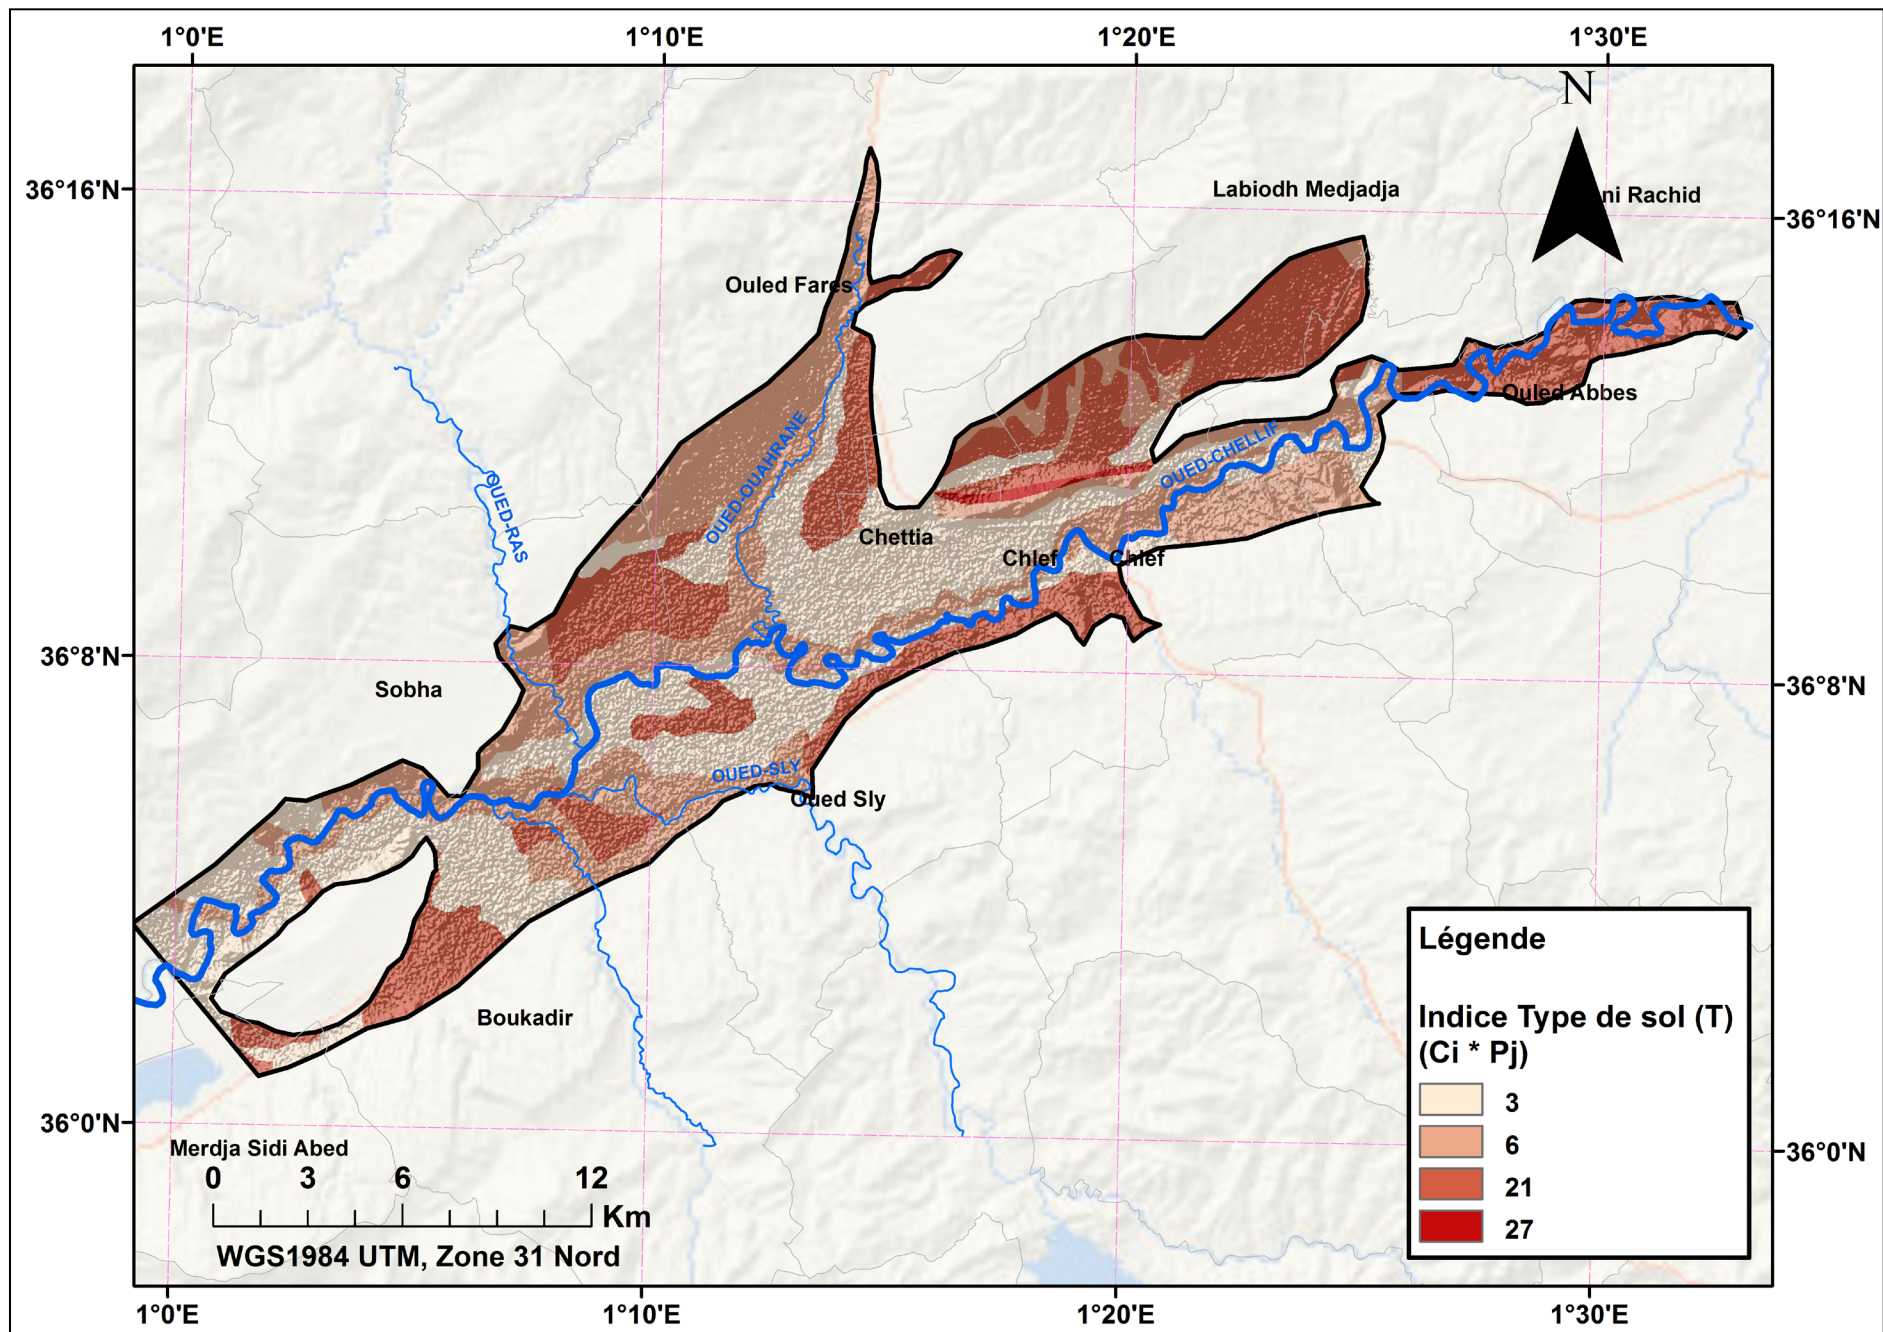 1°0'E 1°10'E 1°20'E 1°30'E
N
36°16'N
Labiodh Medjadja
ni Rachid
36°16'N
Ouled Fares
Ouled Abbes
OUED-OUAHRANE
OUED-CHELLIF
OUED-RAS
Chettia
Chlef
Chlef
36°8'N
36°8'N
Sobha
OUED-SLY
Oued Sly
Boukadir
Légende
Indice Type de sol (T)
(Ci * Pj)
3
6
21
27
36°0'N
36°0'N
Merdja Sidi Abed
0 3 6 12
Km
WGS1984 UTM, Zone 31 Nord
1°0'E 1°10'E 1°20'E 1°30'E